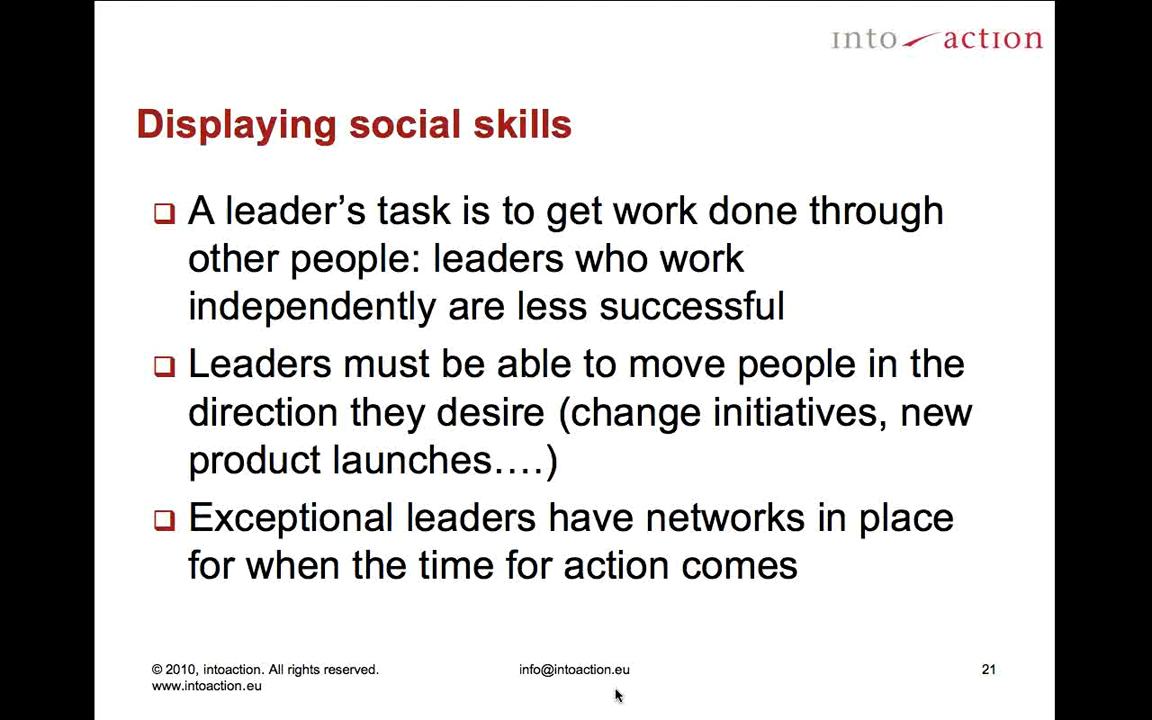 into action
Displaying social skills
❑ A leader’s task is to get work done through
other people: leaders who work
independently are less successful
❑ Leaders must be able to move people in the
direction they desire (change initiatives, new
product launches….)
❑ Exceptional leaders have networks in place
for when the time for action comes
© 2010, intoaction. All rights reserved.
www.intoaction.eu
info@intoaction.eu
21